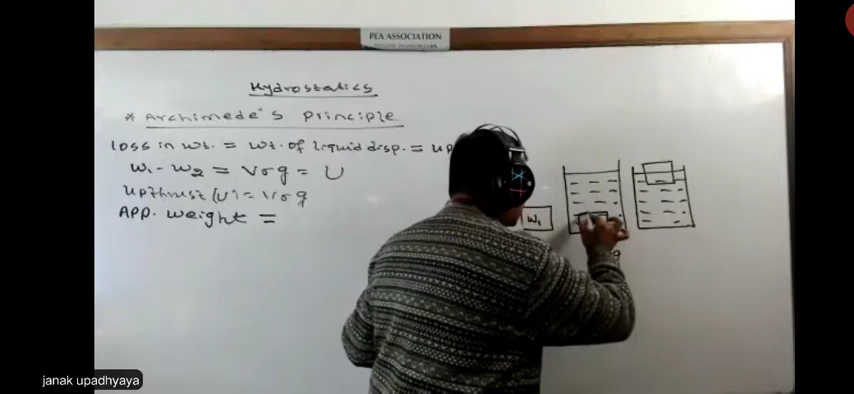 PEA ASSOCIATION
Hydrostatics
* Archimede's Principle
Loss in wt. = wt. of liquid disp. = up
W₁ - W₂ = Vσg = U
upthrust (U) = Vσg
APP. weight =
W₁
janak upadhyaya